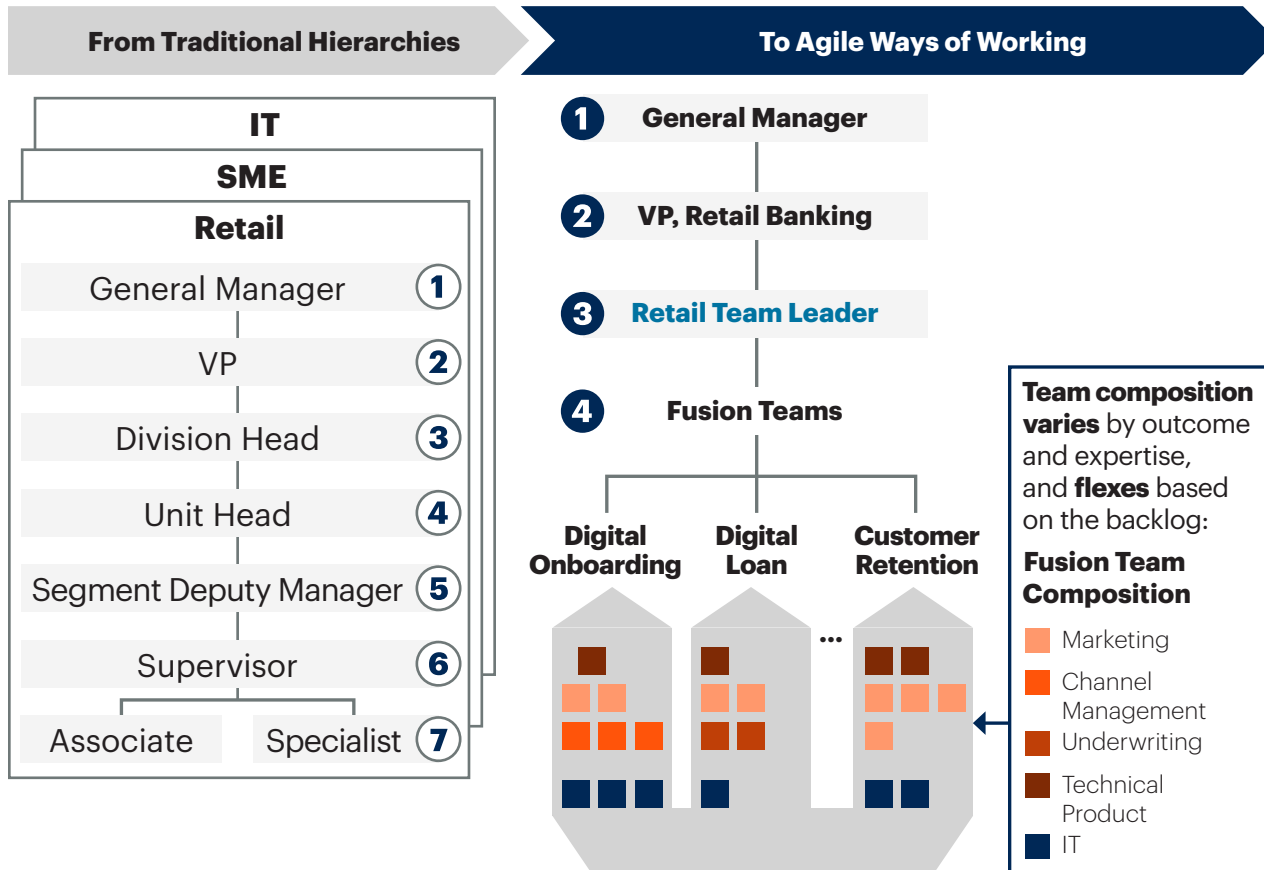 From Traditional Hierarchies
To Agile Ways of Working
IT
SME
Retail
General Manager 1
VP 2
Division Head 3
Unit Head 4
Segment Deputy Manager 5
Supervisor 6
Associate Specialist 7
1 General Manager
2 VP, Retail Banking
3 Retail Team Leader
4 Fusion Teams
Digital
Onboarding
Digital
Loan
...
Customer
Retention
Team composition
varies by outcome
and expertise,
and flexes based
on the backlog:
Fusion Team
Composition
Marketing
Channel
Management
Underwriting
Technical
Product
IT